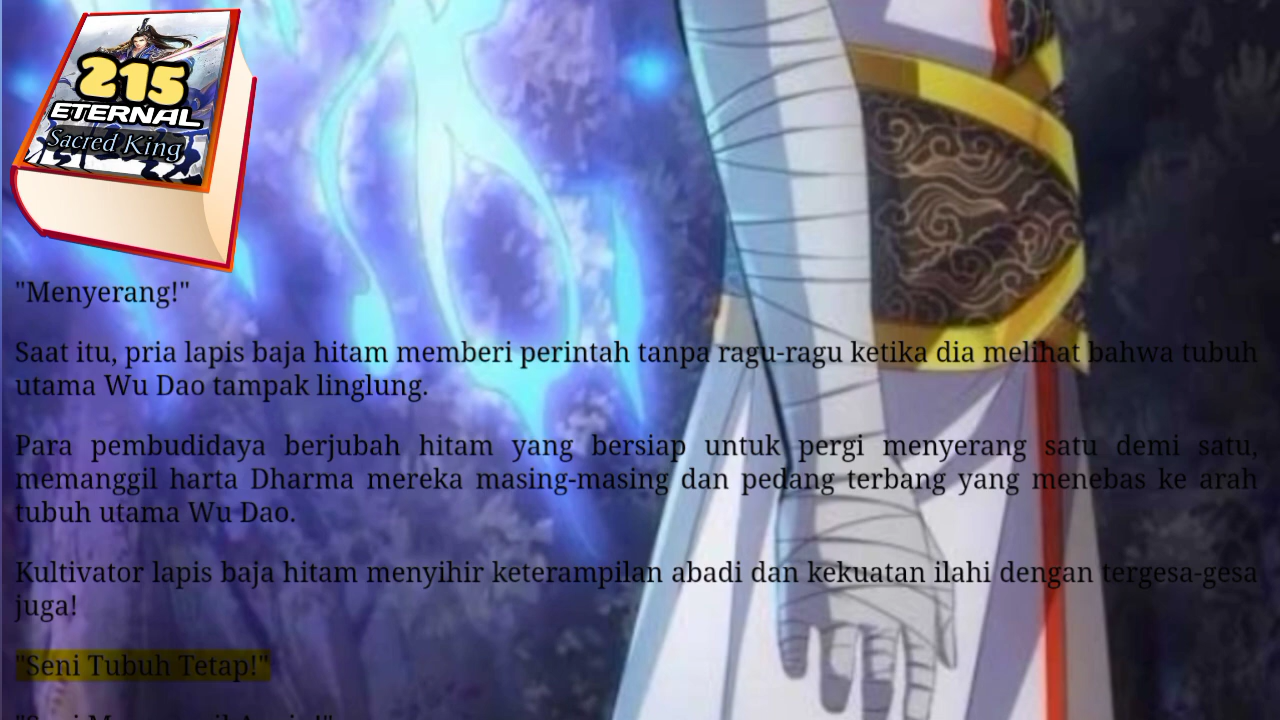 215
ETERNAL
Sacred King
"Menyerang!"
Saat itu, pria lapis baja hitam memberi perintah tanpa ragu-ragu ketika dia melihat bahwa tubuh
utama Wu Dao tampak linglung.
Para pembudidaya berjubah hitam yang bersiap untuk pergi menyerang satu demi satu,
memanggil harta Dharma mereka masing-masing dan pedang terbang yang menebas ke arah
tubuh utama Wu Dao.
Kultivator lapis baja hitam menyihir keterampilan abadi dan kekuatan ilahi dengan tergesa-gesa
juga!
"Seni Tubuh Tetap!"